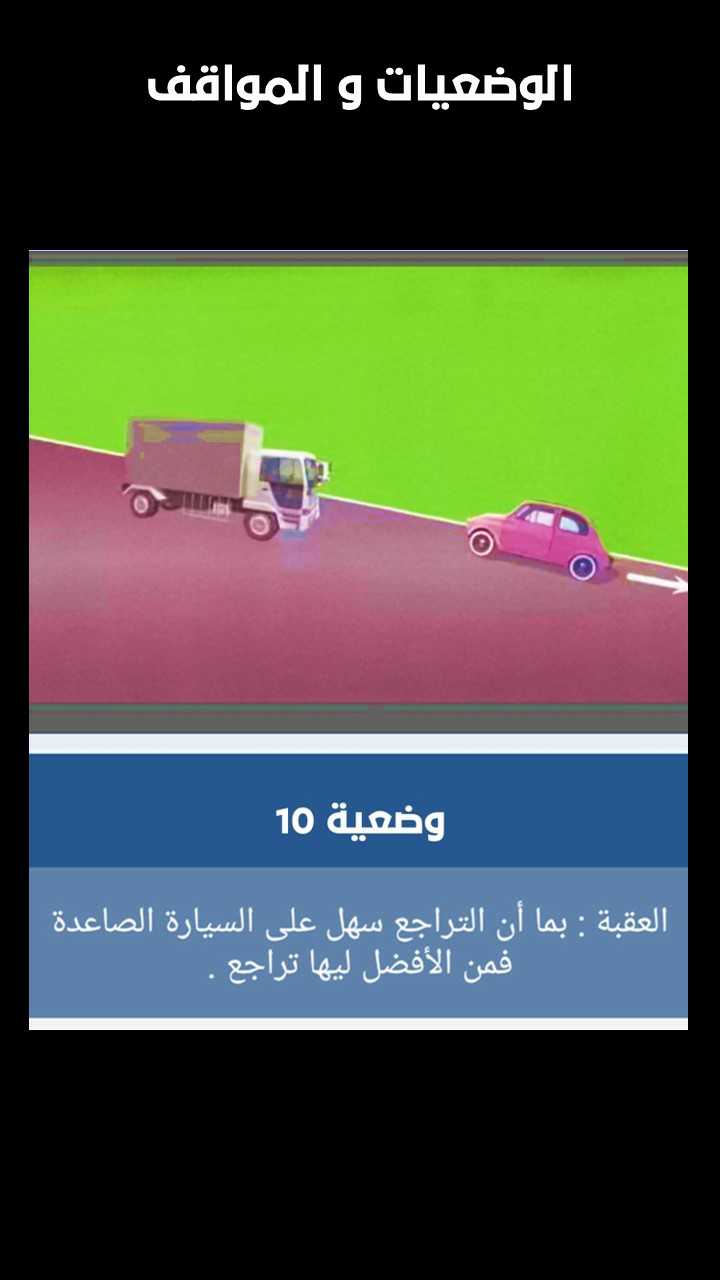 الوضعيات و المواقف
وضعية 10
العقبة : بما أن التراجع سهل على السيارة الصاعدة
فمن الأفضل ليها تراجع .